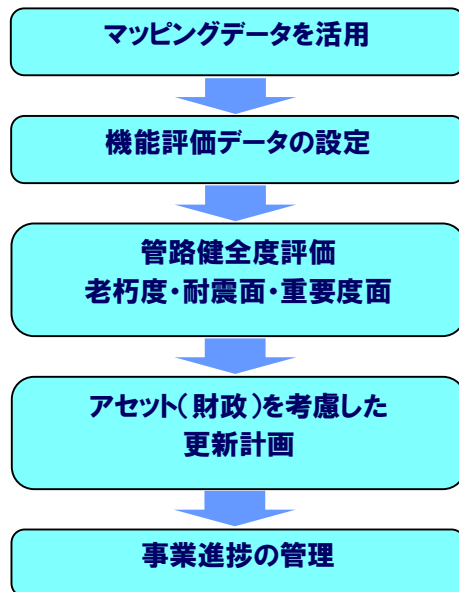 マッピングデータを活用
機能評価データの設定
管路健全度評価
老朽度・耐震面・重要度面
アセット（財政）を考慮した
更新計画
事業進捗の管理